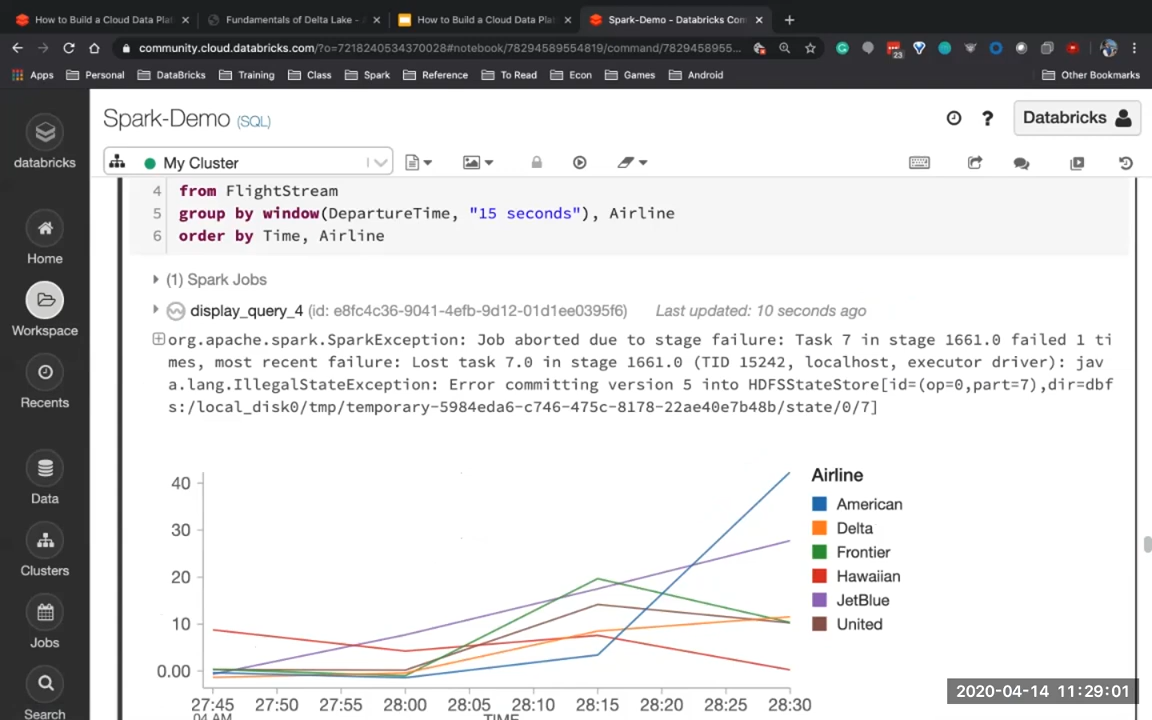 How to Build a Cloud Data Plat
Fundamentals of Delta Lake -
How to Build a Cloud Data Plat
Spark-Demo - Databricks Com
community.cloud.databricks.com/?o=7218240534370028#notebook/78294589554819/command/7829458955...
23
Apps Personal DataBricks Training Class Spark Reference To Read Econ Games Android Other Bookmarks
databricks
Home
Workspace
Recents
Data
Clusters
Jobs
Search
Spark-Demo (SQL)
Databricks
My Cluster
4 from FlightStream
5 group by window(DepartureTime, "15 seconds"), Airline
6 order by Time, Airline
(1) Spark Jobs
display_query_4 (id: e8fc4c36-9041-4efb-9d12-01d1ee0395f6) Last updated: 10 seconds ago
org.apache.spark.SparkException: Job aborted due to stage failure: Task 7 in stage 1661.0 failed 1 ti
mes, most recent failure: Lost task 7.0 in stage 1661.0 (TID 15242, localhost, executor driver): jav
a.lang.IllegalStateException: Error committing version 5 into HDFSStateStore[id=(op=0,part=7),dir=dbf
s:/local_disk0/tmp/temporary-5984eda6-c746-475c-8178-22ae40e7b48b/state/0/7]
40
30
20
10
0.00
27:45 27:50 27:55 28:00 28:05 28:10 28:15 28:20 28:25 28:30
04 AM
TIME
Airline
American
Delta
Frontier
Hawaiian
JetBlue
United
2020-04-14 11:29:01